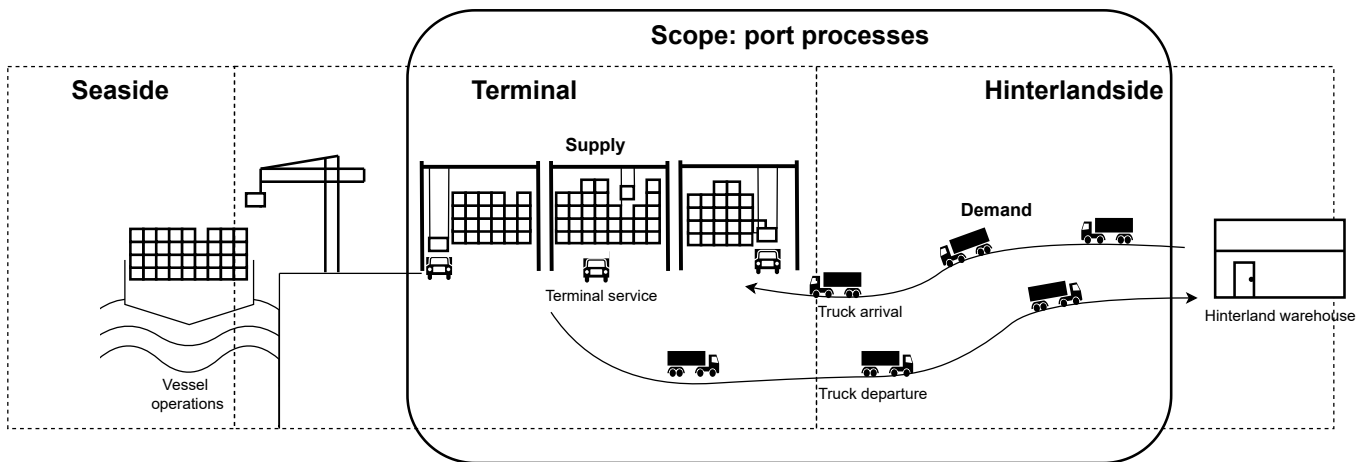 Scope: port processes
Seaside
Terminal
Hinterlandside
Supply
Demand
Terminal service
Truck arrival
Hinterland warehouse
Vessel
operations
Truck departure